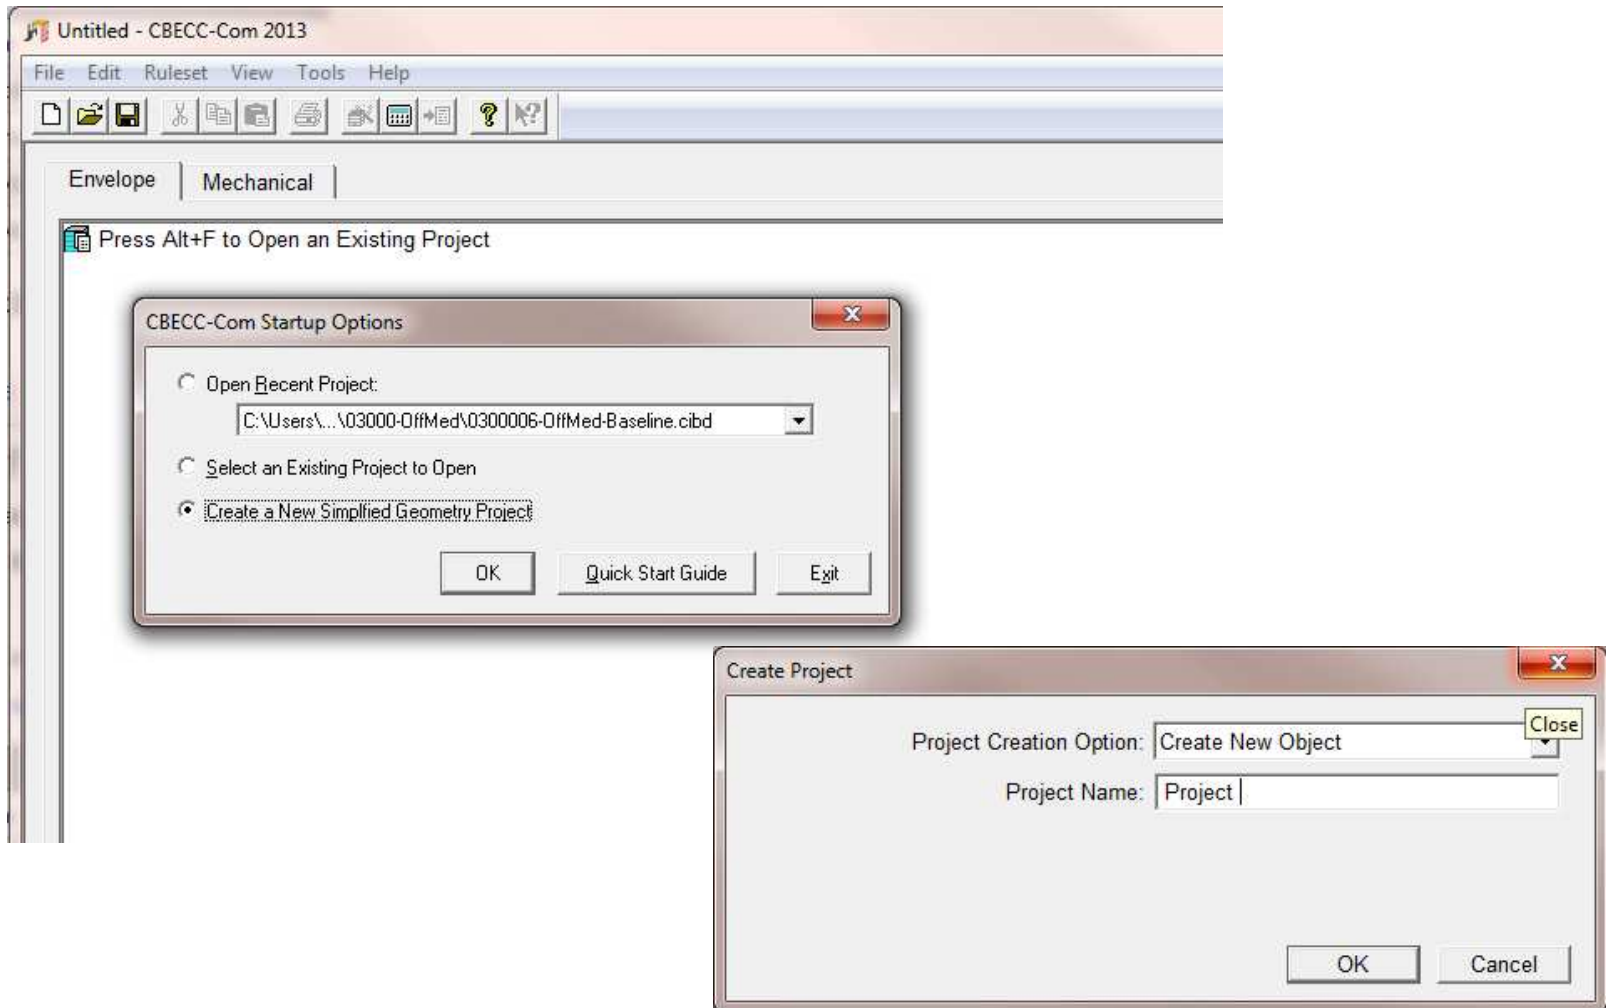 Untitled - CBECC-Com 2013
File Edit Ruleset View Tools Help
Envelope Mechanical
Press Alt+F to Open an Existing Project
CBECC-Com Startup Options
Open Recent Project:
C:\Users\...\03000-OffMed\0300006-OffMed-Baseline.cibd
Select an Existing Project to Open
Create a New Simplfied Geometry Project
OK Quick Start Guide Exit
Create Project
Close
Project Creation Option: Create New Object
Project Name: Project
OK Cancel